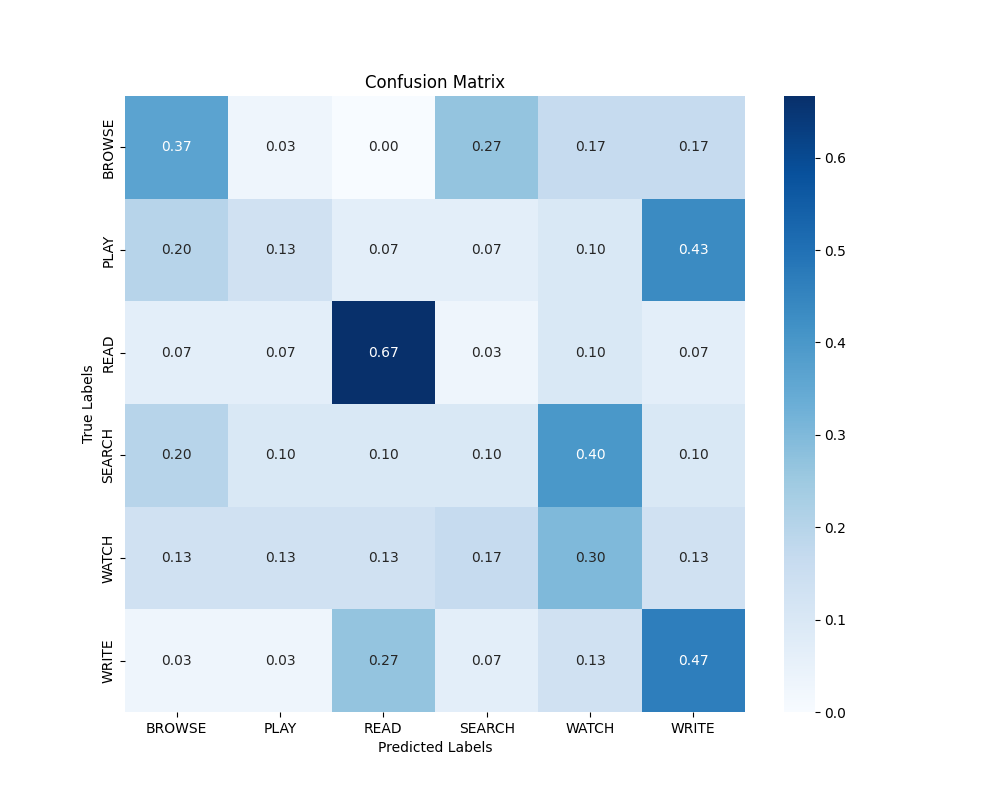 Confusion Matrix
True Labels
BROWSE 0.37 0.03 0.00 0.27 0.17 0.17
PLAY 0.20 0.13 0.07 0.07 0.10 0.43
READ 0.07 0.07 0.67 0.03 0.10 0.07
SEARCH 0.20 0.10 0.10 0.10 0.40 0.10
WATCH 0.13 0.13 0.13 0.17 0.30 0.13
WRITE 0.03 0.03 0.27 0.07 0.13 0.47
BROWSE PLAY READ SEARCH WATCH WRITE
Predicted Labels
0.6
0.5
0.4
0.3
0.2
0.1
0.0